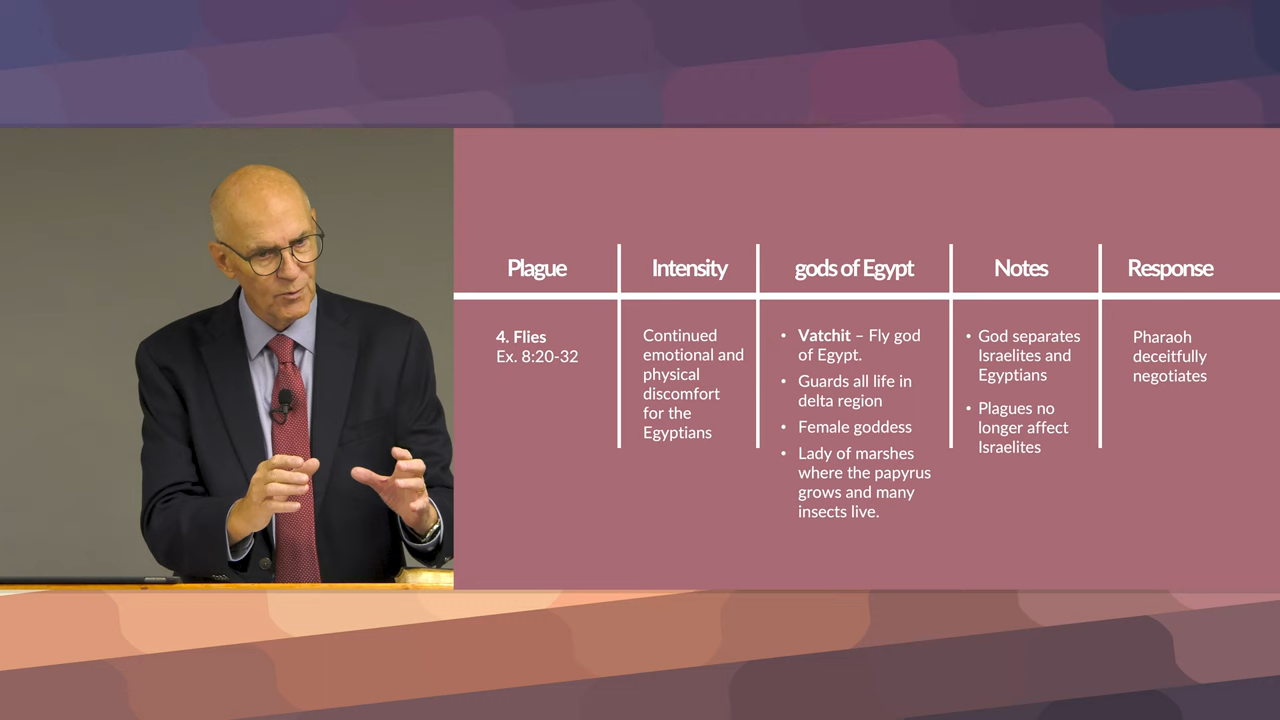 Plague
Intensity
gods of Egypt
Notes
Response
4. Flies
Ex. 8:20-32
Continued
emotional and
physical
discomfort
for the
Egyptians
• Vatchit – Fly god
of Egypt.
• Guards all life in
delta region
• Female goddess
• Lady of marshes
where the papyrus
grows and many
insects live.
• God separates
Israelites and
Egyptians
• Plagues no
longer affect
Israelites
Pharaoh
deceitfully
negotiates